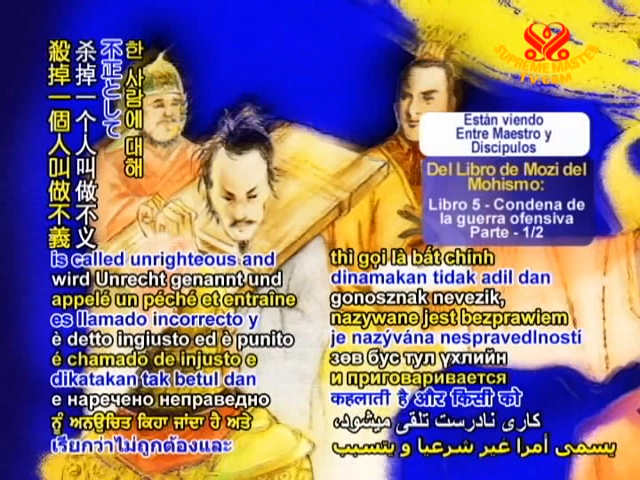 SUPREME MASTER
TV.COM
Están viendo
Entre Maestro y
Discípulos
Del Libro de Mozi del
Mohismo:
Libro 5 - Condena de
la guerra ofensiva
Parte - 1/2
한 사람에 대해
不正として
杀掉一个人叫做不义
殺掉一個人叫做不義
is called unrighteous and
wird Unrecht genannt und
appelé un péché et entraîne
es llamado incorrecto y
è detto ingiusto ed è punito
é chamado de injusto e
dikatakan tak betul dan
е наречено неправедно
ਨੂੰ ਅਨਉਚਿਤ ਕਿਹਾ ਜਾਂਦਾ ਹੈ ਅਤੇ
เรียกว่าไม่ถูกต้องและ
thì gọi là bất chính
dinamakan tidak adil dan
gonosznak nevezik,
nazywane jest bezprawiem
je nazývána nespravedlností
зөв бус тул үхлийн
и приговаривается
कहलाती है और किसी को
کاری نادرست تلقی میشود،
يسمى أمرا غير شرعيا و يتسبب